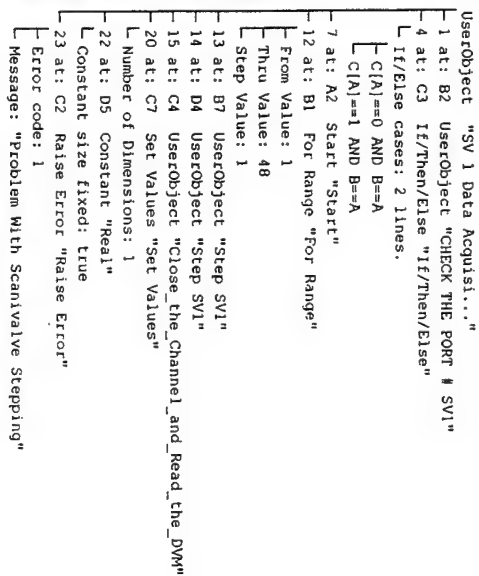 UserObject "SV 1 Data Acquisi..."
1 at: B2 UserObject "CHECK THE PORT # SV1"
4 at: C3 If/Then/Else "If/Then/Else"
If/Else cases: 2 lines.
C[A]==0 AND B==A
C[A]==1 AND B==A
7 at: A2 Start "Start"
12 at: B1 For Range "For Range"
From Value: 1
Thru Value: 48
Step Value: 1
13 at: B7 UserObject "Step SV1"
14 at: D4 UserObject "Step SV1"
15 at: C4 UserObject "Close_the_Channel_and_Read_the_DVM"
20 at: C7 Set Values "Set Values"
Number of Dimensions: 1
22 at: D5 Constant "Real"
Constant size fixed: true
23 at: C2 Raise Error "Raise Error"
Error code: 1
Message: "Problem With Scanivalve Stepping"